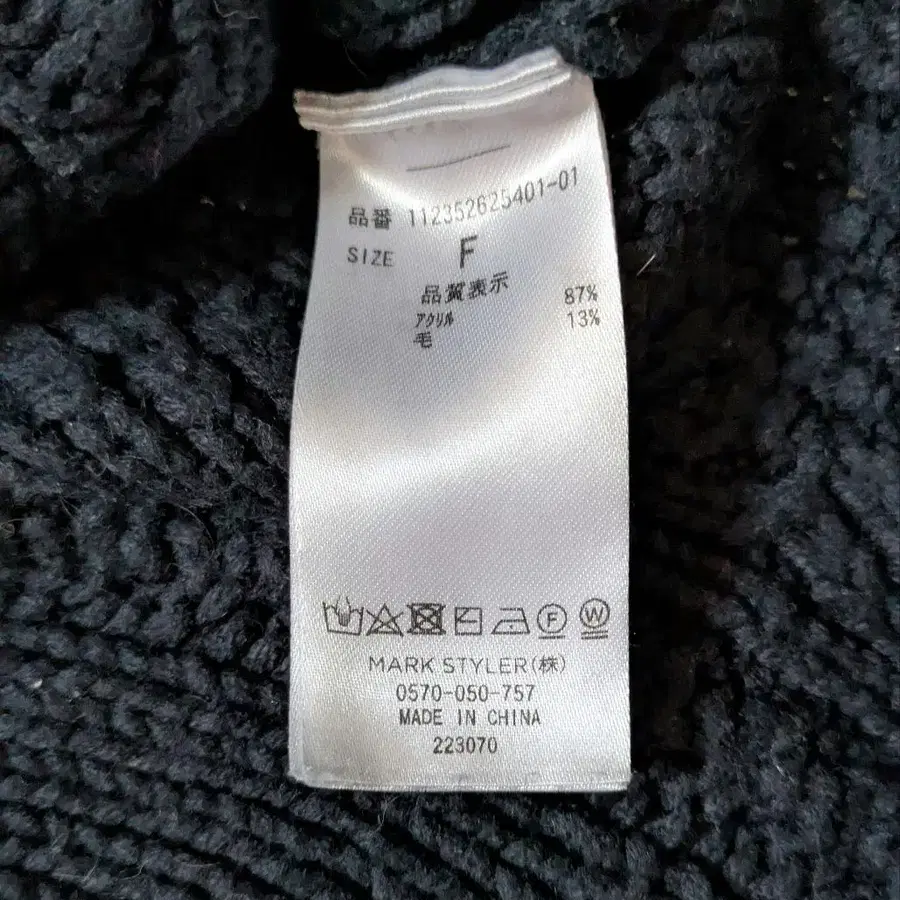 品番 112352625401-01
SIZE F
品質表示
アクリル 87%
毛 13%
F W
MARK STYLER(株)
0570-050-757
MADE IN CHINA
223070